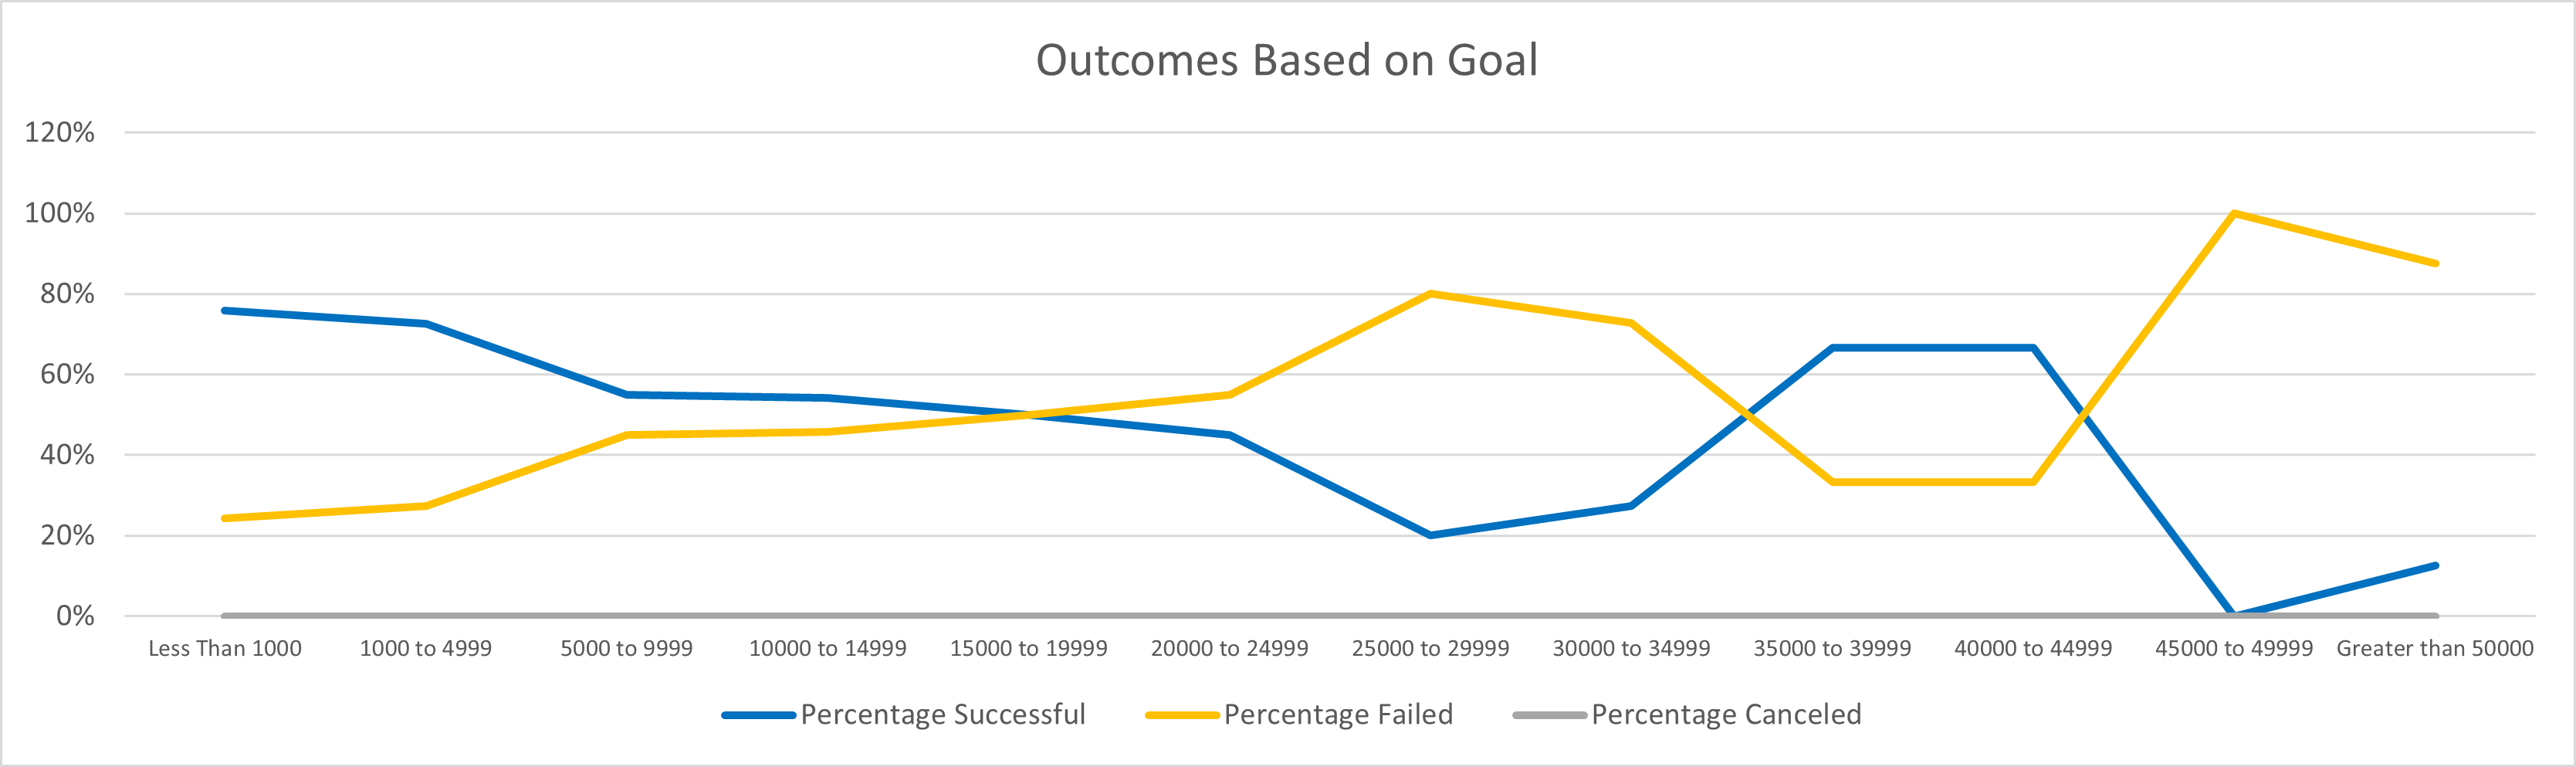 Outcomes Based on Goal
120%
100%
80%
60%
40%
20%
0%
Less Than 1000 1000 to 4999 5000 to 9999 10000 to 14999 15000 to 19999 20000 to 24999 25000 to 29999 30000 to 34999 35000 to 39999 40000 to 44999 45000 to 49999 Greater than 50000
Percentage Successful Percentage Failed Percentage Canceled